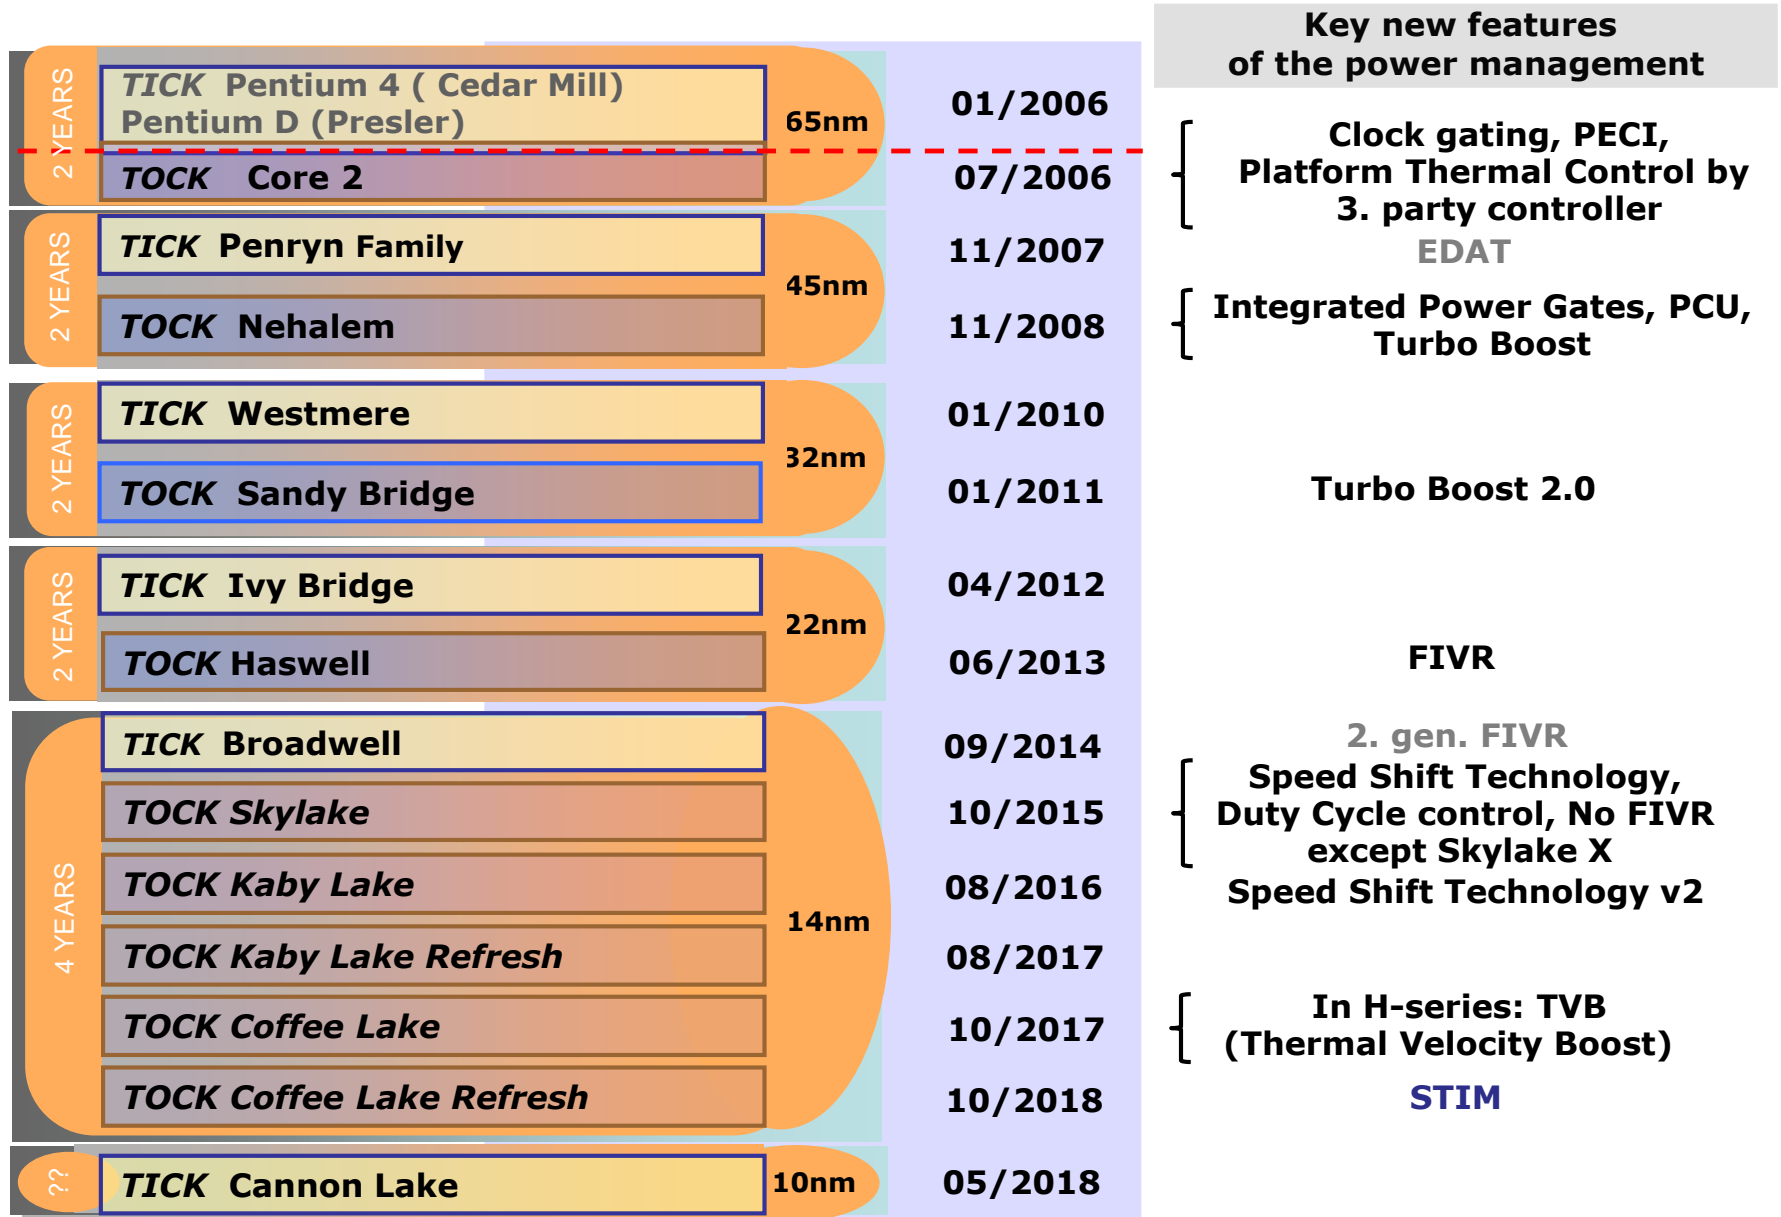 Key new features
of the power management
2 YEARS
TICK Pentium 4 ( Cedar Mill)
Pentium D (Presler)
65nm
01/2006
TOCK Core 2
07/2006
Clock gating, PECI,
Platform Thermal Control by
3. party controller
2 YEARS
TICK Penryn Family
45nm
11/2007
EDAT
TOCK Nehalem
11/2008
Integrated Power Gates, PCU,
Turbo Boost
2 YEARS
TICK Westmere
32nm
01/2010
TOCK Sandy Bridge
01/2011
Turbo Boost 2.0
2 YEARS
TICK Ivy Bridge
22nm
04/2012
TOCK Haswell
06/2013
FIVR
4 YEARS
TICK Broadwell
09/2014
2. gen. FIVR
TOCK Skylake
10/2015
Speed Shift Technology,
Duty Cycle control, No FIVR
except Skylake X
TOCK Kaby Lake
14nm
08/2016
Speed Shift Technology v2
TOCK Kaby Lake Refresh
08/2017
TOCK Coffee Lake
10/2017
In H-series: TVB
(Thermal Velocity Boost)
TOCK Coffee Lake Refresh
10/2018
STIM
??
TICK Cannon Lake
10nm
05/2018